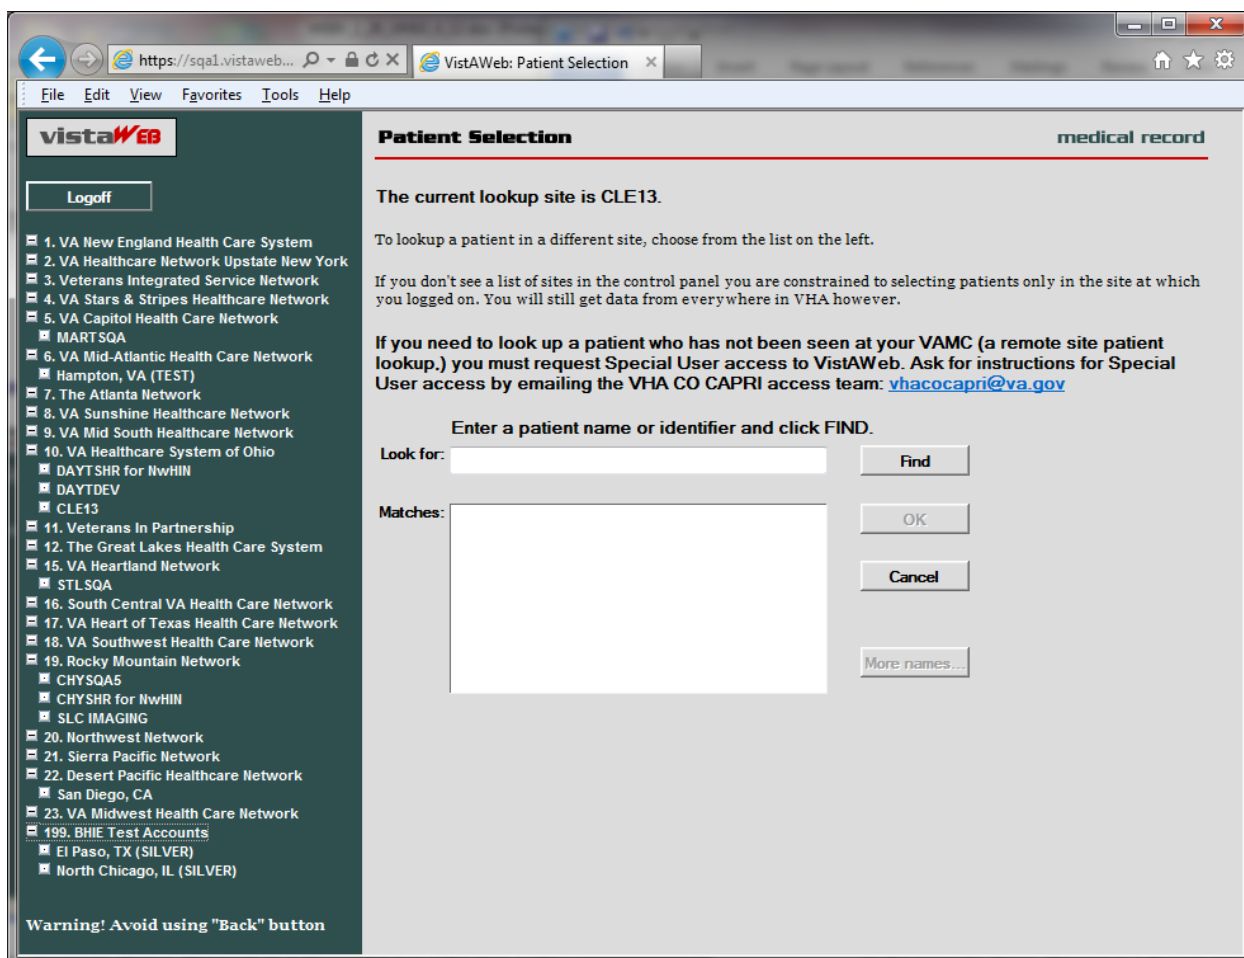 https://sqa1.vistaweb...
VistAWeb: Patient Selection
File Edit View Favorites Tools Help
vistaWEB
Patient Selection
medical record
Logoff
1. VA New England Health Care System
2. VA Healthcare Network Upstate New York
3. Veterans Integrated Service Network
4. VA Stars & Stripes Healthcare Network
5. VA Capitol Health Care Network
MARTSQA
6. VA Mid-Atlantic Health Care Network
Hampton, VA (TEST)
7. The Atlanta Network
8. VA Sunshine Healthcare Network
9. VA Mid South Healthcare Network
10. VA Healthcare System of Ohio
DAYTSHR for NwHIN
DAYTDEV
CLE13
11. Veterans In Partnership
12. The Great Lakes Health Care System
15. VA Heartland Network
STLSQA
16. South Central VA Health Care Network
17. VA Heart of Texas Health Care Network
18. VA Southwest Health Care Network
19. Rocky Mountain Network
CHYSQA5
CHYSHR for NwHIN
SLC IMAGING
20. Northwest Network
21. Sierra Pacific Network
22. Desert Pacific Healthcare Network
San Diego, CA
23. VA Midwest Health Care Network
199. BHIE Test Accounts
El Paso, TX (SILVER)
North Chicago, IL (SILVER)
Warning! Avoid using "Back" button
The current lookup site is CLE13.
To lookup a patient in a different site, choose from the list on the left.
If you don't see a list of sites in the control panel you are constrained to selecting patients only in the site at which
you logged on. You will still get data from everywhere in VHA however.
If you need to look up a patient who has not been seen at your VAMC (a remote site patient
lookup.) you must request Special User access to VistAWeb. Ask for instructions for Special
User access by emailing the VHA CO CAPRI access team: vhacocapri@va.gov
Enter a patient name or identifier and click FIND.
Look for:
Find
Matches:
OK
Cancel
More names...